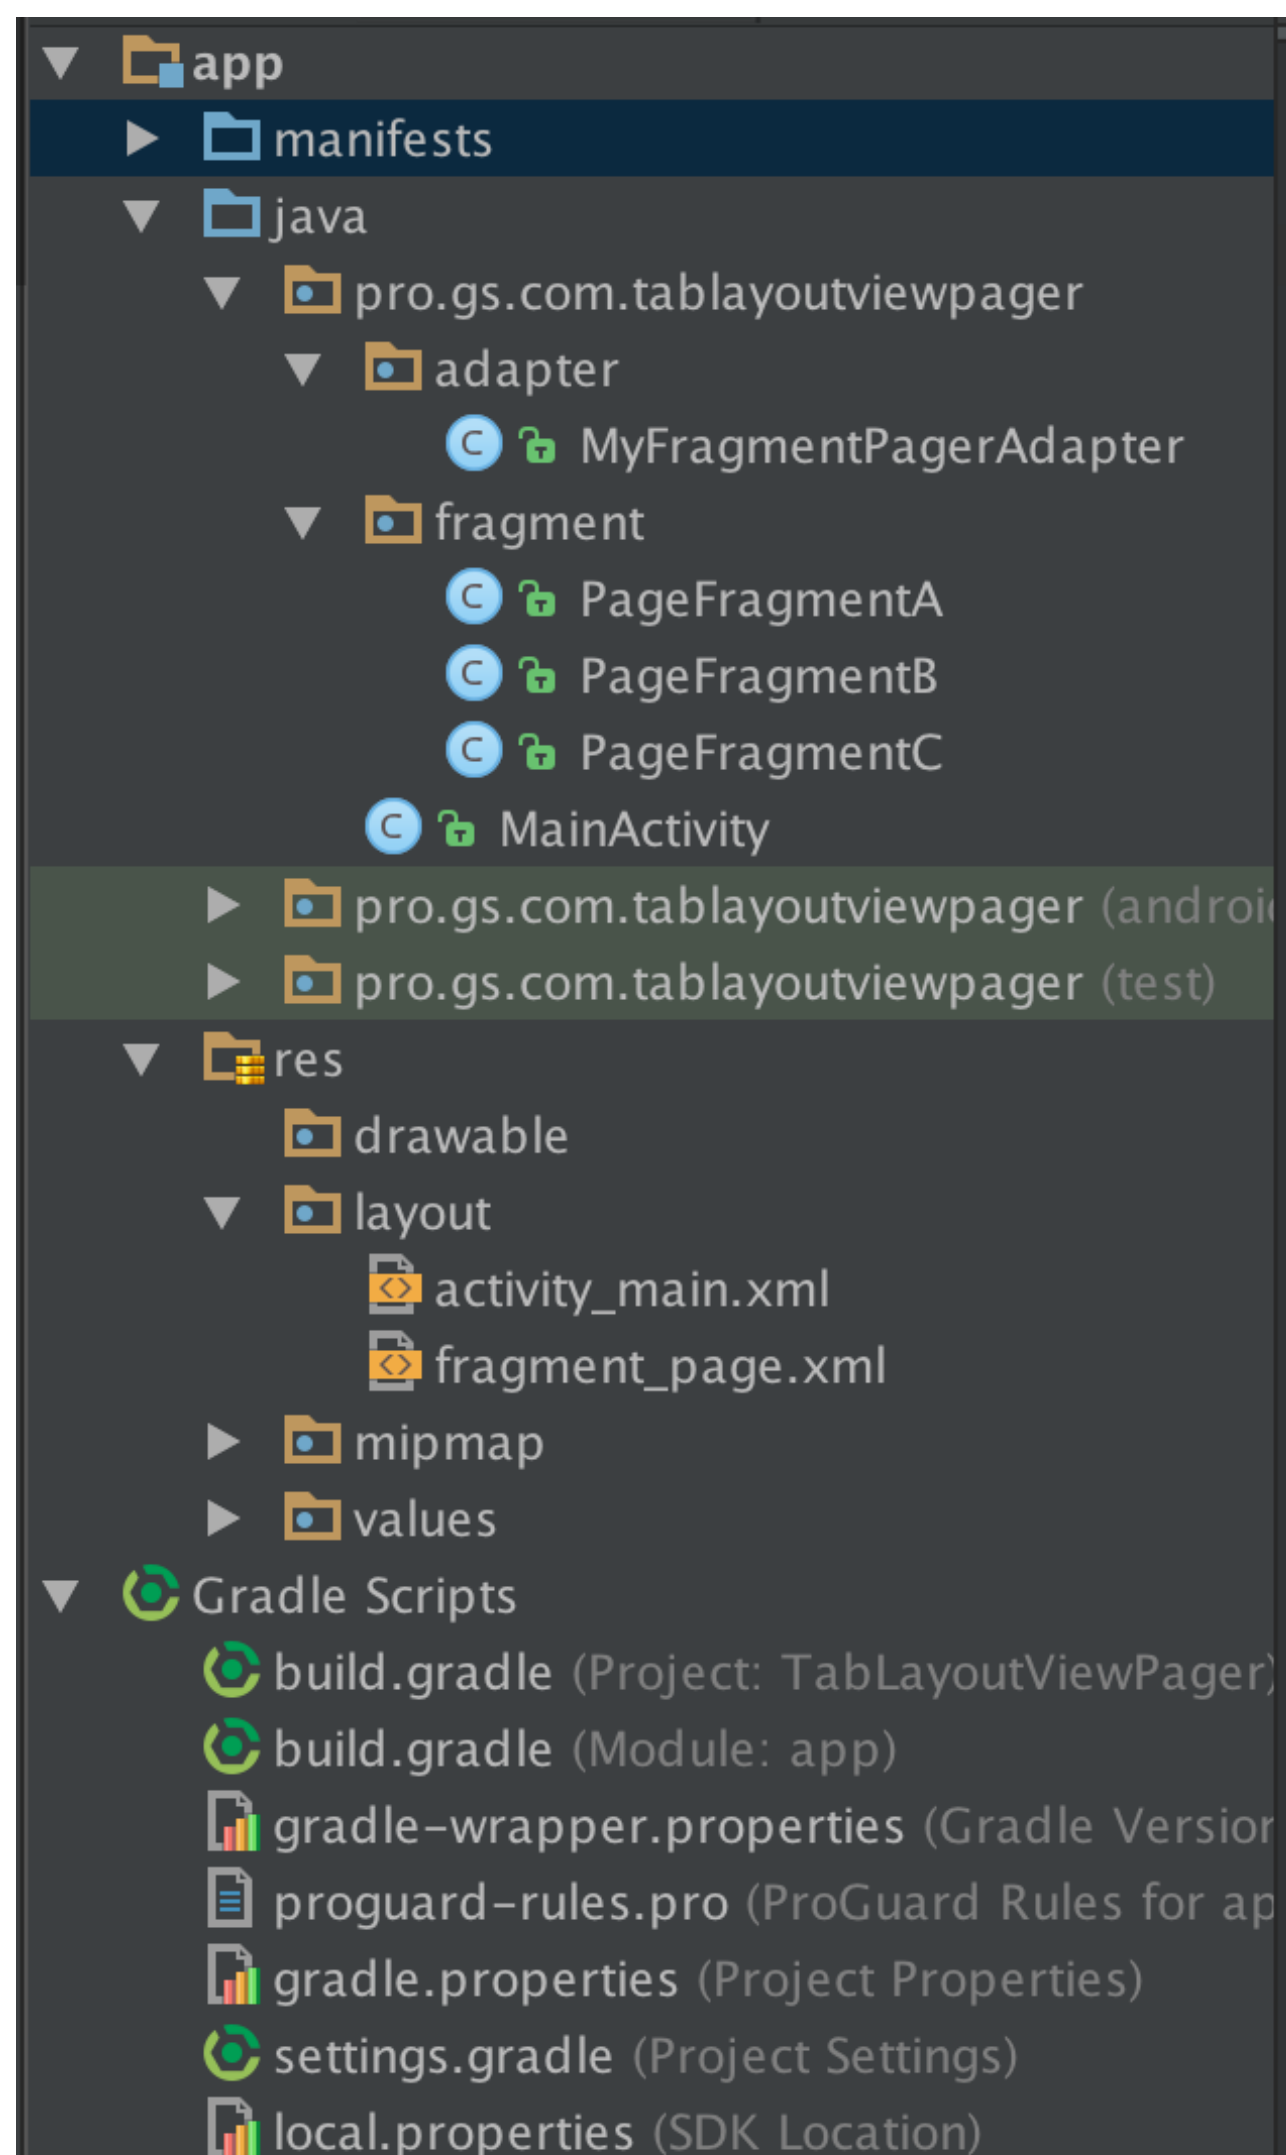 app
manifests
java
pro.gs.com.tablayoutviewpager
adapter
MyFragmentPagerAdapter
fragment
PageFragmentA
PageFragmentB
PageFragmentC
MainActivity
pro.gs.com.tablayoutviewpager
pro.gs.com.tablayoutviewpager (test)
res
drawable
layout
activity_main.xml
fragment_page.xml
mipmap
values
Gradle Scripts
build.gradle (Project: TabLayoutViewPager)
build.gradle (Module: app)
gradle-wrapper.properties (Gradle Version
proguard-rules.pro (ProGuard Rules for ap
gradle.properties (Project Properties)
settings.gradle (Project Settings)
local.properties (SDK Location)